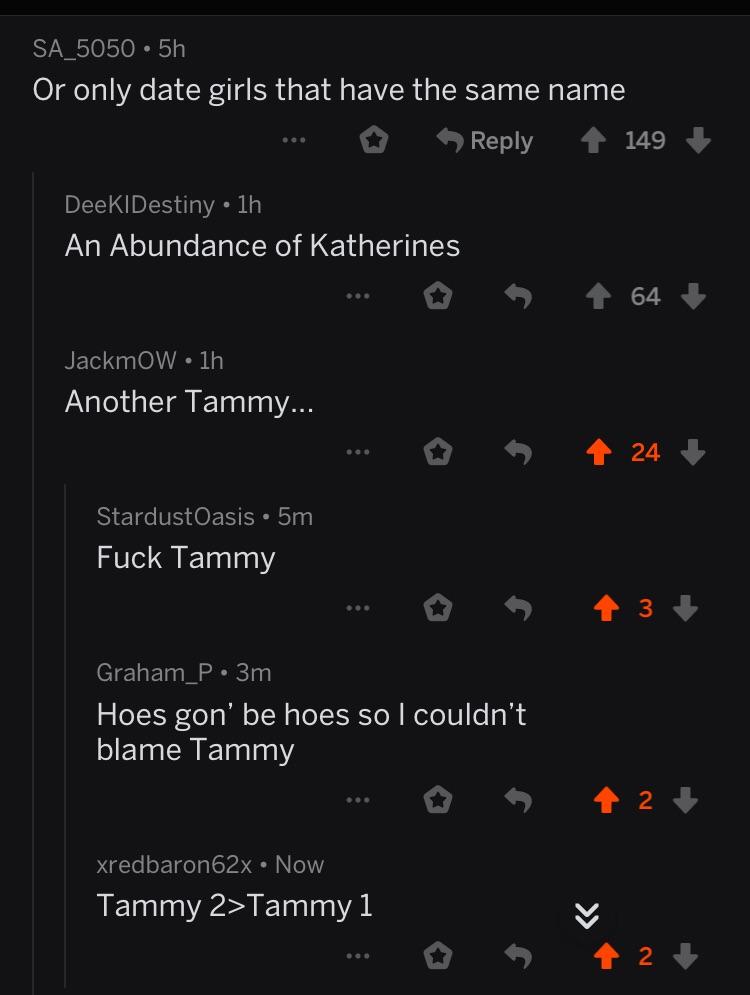 SA_5050 • 5h
Or only date girls that have the same name
Reply 149
DeeKIDestiny • 1h
An Abundance of Katherines
64
JackmOW • 1h
Another Tammy...
24
StardustOasis • 5m
Fuck Tammy
3
Graham_P • 3m
Hoes gon’ be hoes so I couldn’t
blame Tammy
2
xredbaron62x • Now
Tammy 2>Tammy 1
2